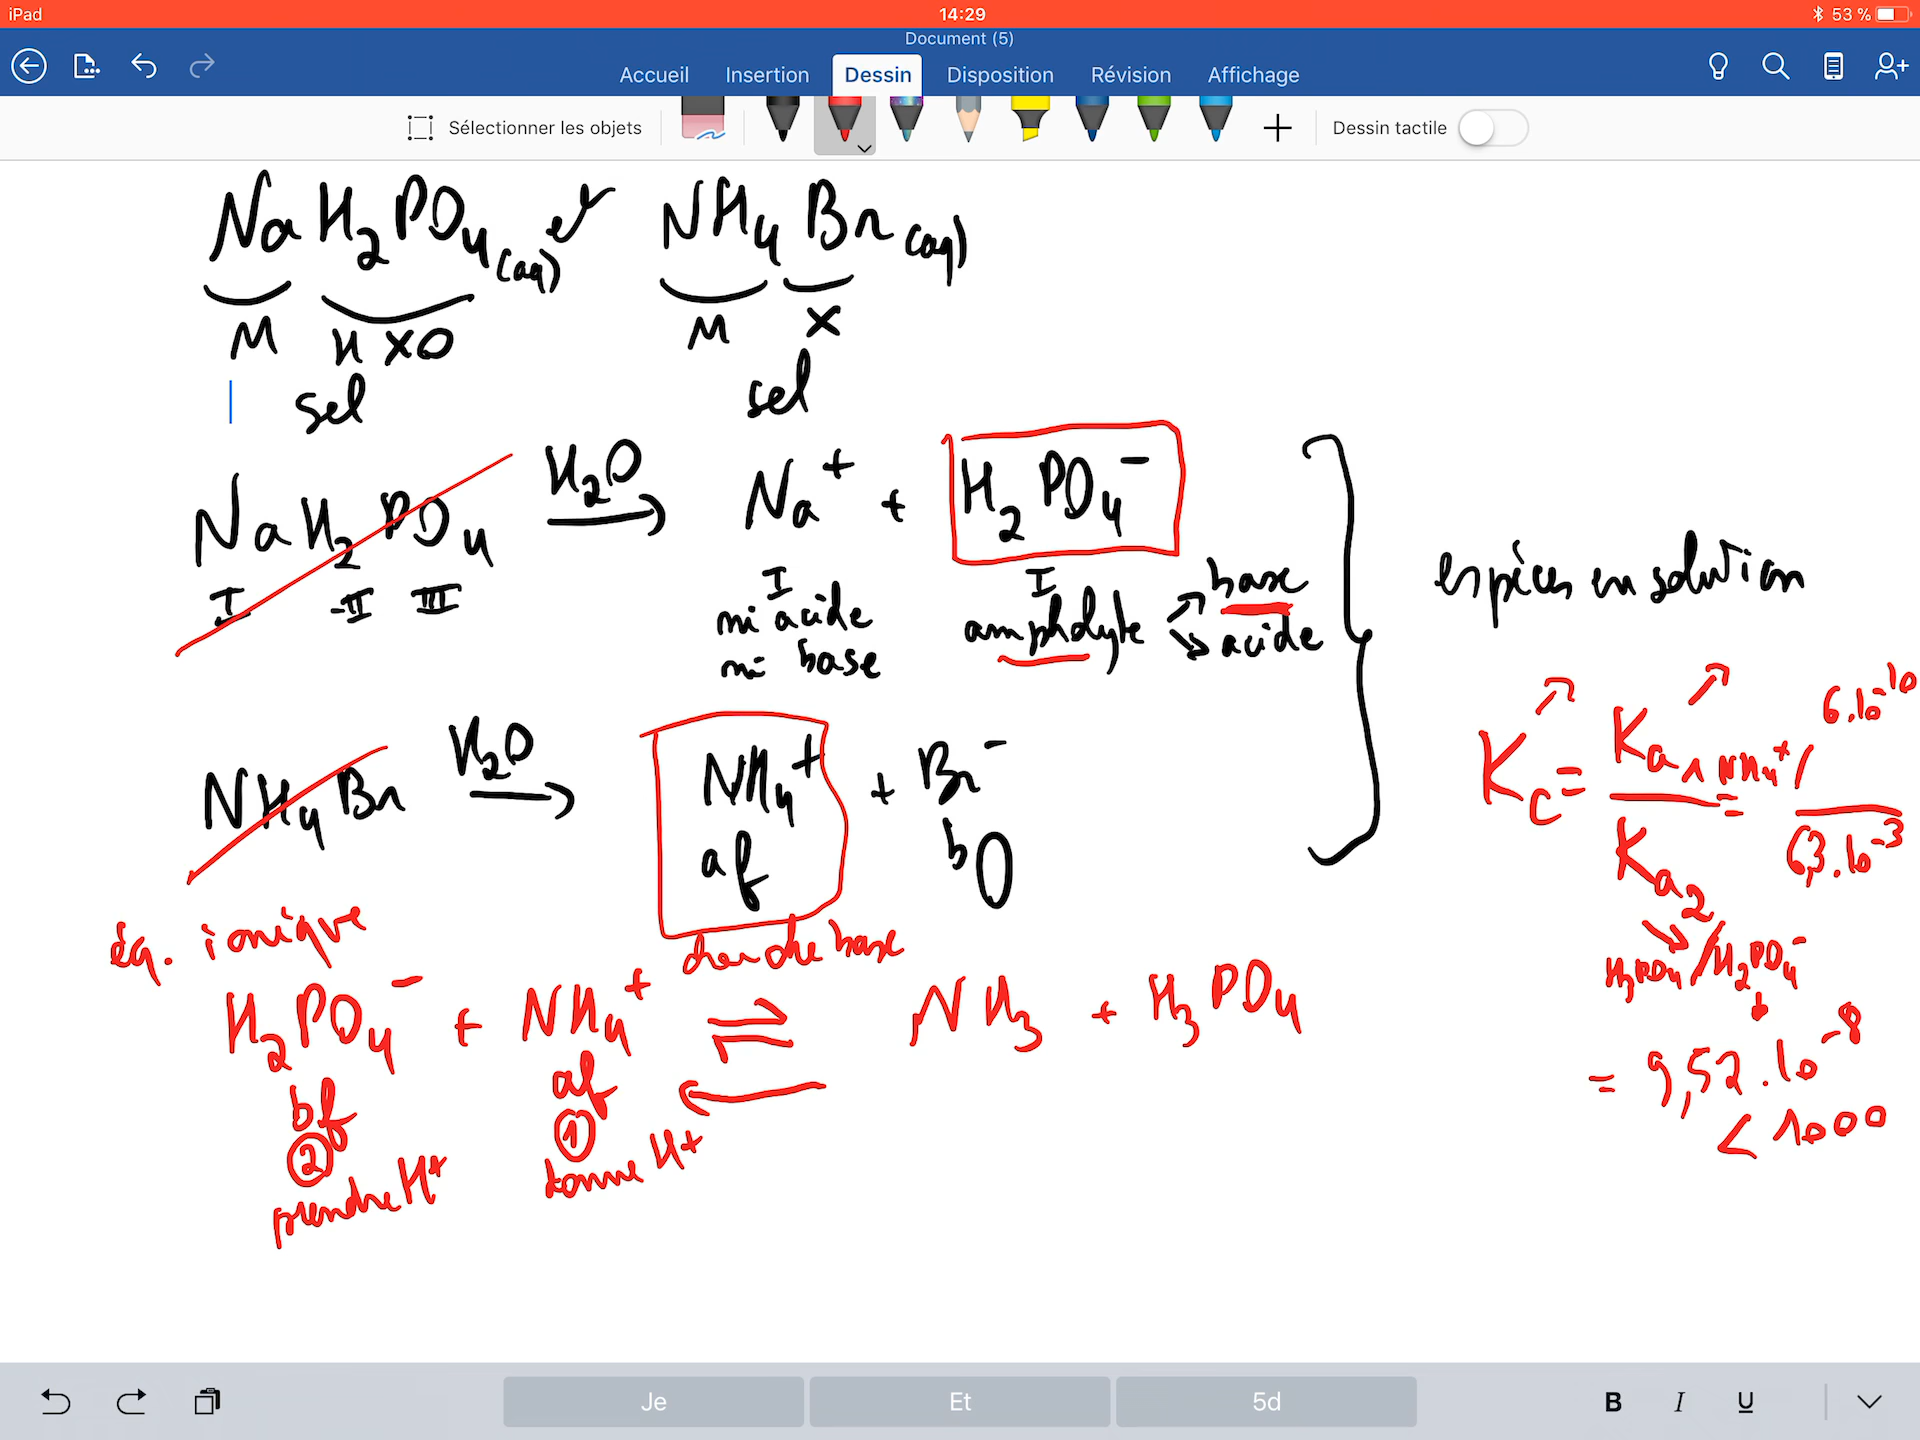 iPad 14:29 53 %
Document (5)
Accueil Insertion Dessin Disposition Révision Affichage
Sélectionner les objets Dessin tactile
NaH₂PO₄(aq) et NH₄Br(aq)
M HXO M X
sel sel
NaH₂PO₄ H₂O → Na⁺ + H₂PO₄⁻
I -II III I I
ni acide
ni base
ampholyte ↗ base
↘ acide
espèces en solution
NH₄Br H₂O → NH₄⁺ + Br⁻
af b0
cherche base
éq. ionique
H₂PO₄⁻ + NH₄⁺ ⇌ NH₃ + H₃PO₄
bf af
② ①
prendre H⁺ donne H⁺
Kc = Ka₁ NH₄⁺/ = 6.10⁻¹⁰
Ka₂ 6,3.10⁻³
H₃PO₄/H₂PO₄⁻
b
= 9,52.10⁻⁸
< 1000
Je Et 5d
B I U